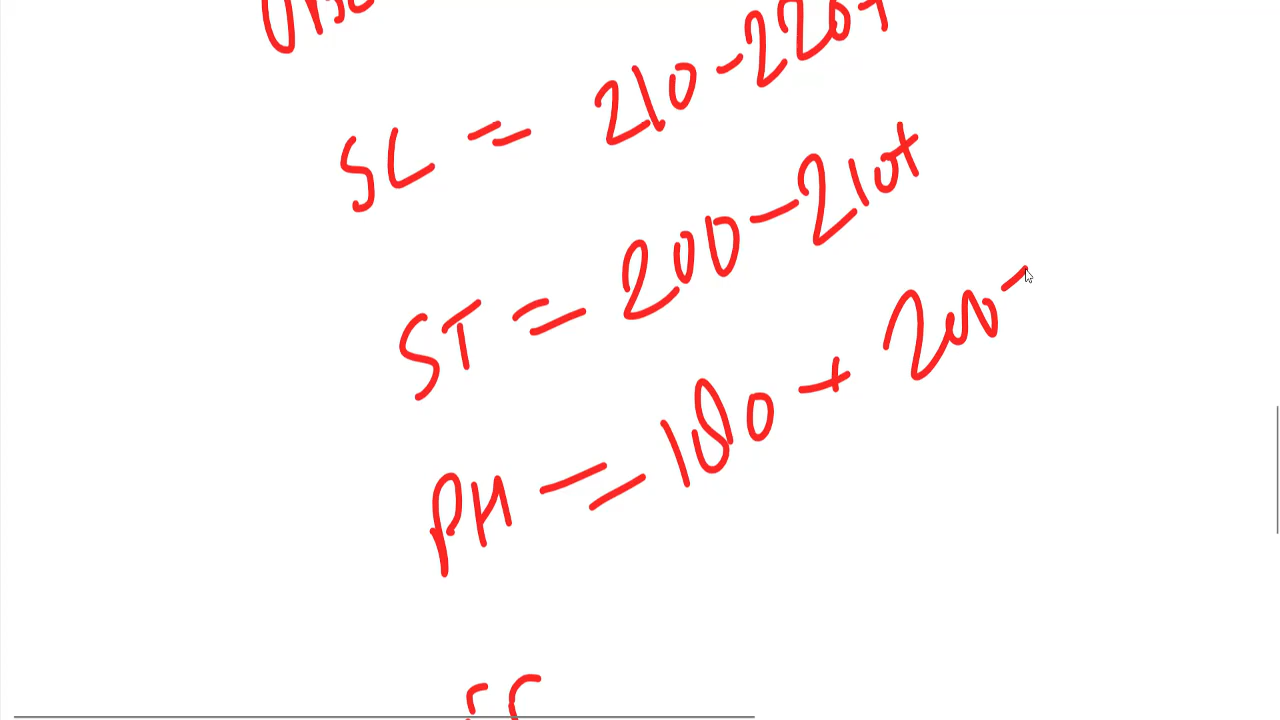 SC = 210-220+
ST = 200-210+
PH = 180+ 200-